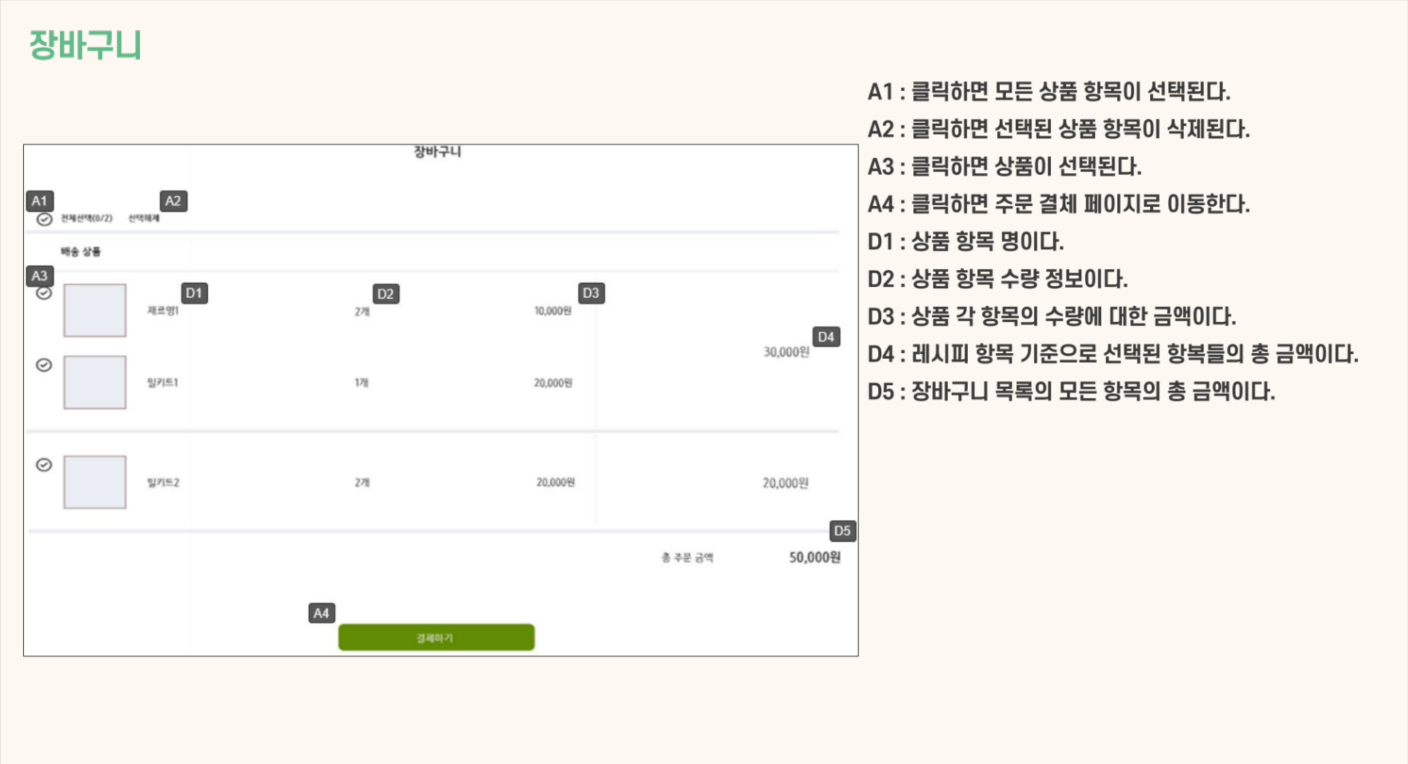 장바구니
A1 : 클릭하면 모든 상품 항목이 선택된다.
A2 : 클릭하면 선택된 상품 항목이 삭제된다.
A3 : 클릭하면 상품이 선택된다.
A4 : 클릭하면 주문 결체 페이지로 이동한다.
D1 : 상품 항목 명이다.
D2 : 상품 항목 수량 정보이다.
D3 : 상품 각 항목의 수량에 대한 금액이다.
D4 : 레시피 항목 기준으로 선택된 항복들의 총 금액이다.
D5 : 장바구니 목록의 모든 항목의 총 금액이다.
장바구니
A1 A2
전체선택(0/2) 선택해제
배송 상품
A3 D1 D2 D3
재료명1 2개 10,000원
D4
30,000원
밀키트1 1개 20,000원
밀키트2 2개 20,000원 20,000원
D5
총 주문 금액 50,000원
A4
결제하기